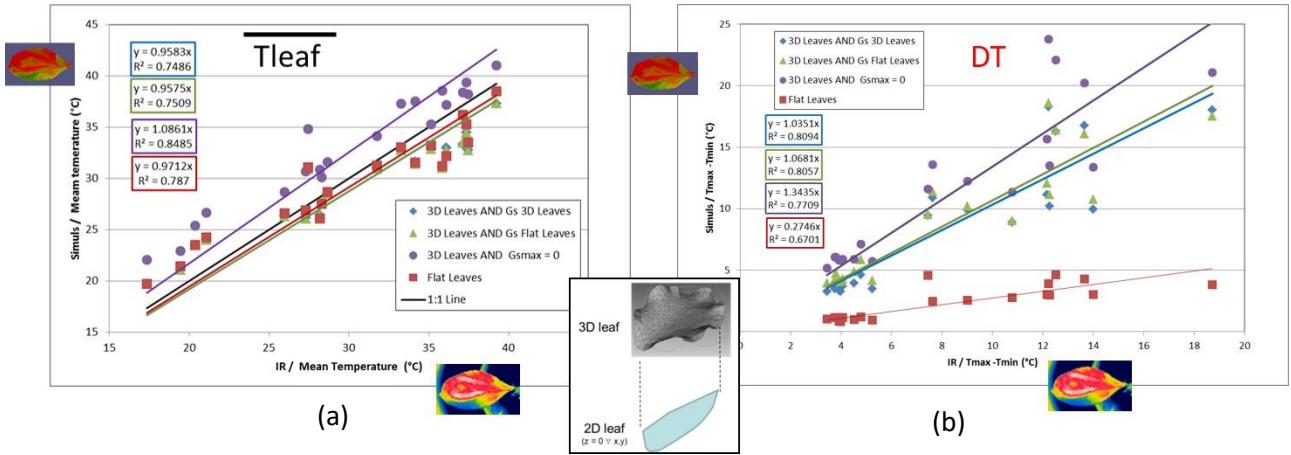 Tleaf
y = 0.9583x
R² = 0.7486
y = 0.9575x
R² = 0.7509
y = 1.0861x
R² = 0.8485
y = 0.9712x
R² = 0.787
45
40
35
30
25
20
15
Simuls / Meam temerature (°C)
3D Leaves AND Gs 3D Leaves
3D Leaves AND Gs Flat Leaves
3D Leaves AND Gsmax = 0
Flat Leaves
1:1 Line
15 20 25 30 35 40 45
IR / Mean Temperature (°C)
(a)
3D leaf
2D leaf
(z = 0 ∀ x,y)
DT
3D Leaves AND Gs 3D Leaves
3D Leaves AND Gs Flat Leaves
3D Leaves AND Gsmax = 0
Flat Leaves
y = 1.0351x
R² = 0.8094
y = 1.0681x
R² = 0.8057
y = 1.3435x
R² = 0.7709
y = 0.2746x
R² = 0.6701
25
20
15
10
5
0
Simuls / Tmax -Tmin (°C)
0 2 4 6 8 10 12 14 16 18 20
IR / Tmax -Tmin (°C)
(b)